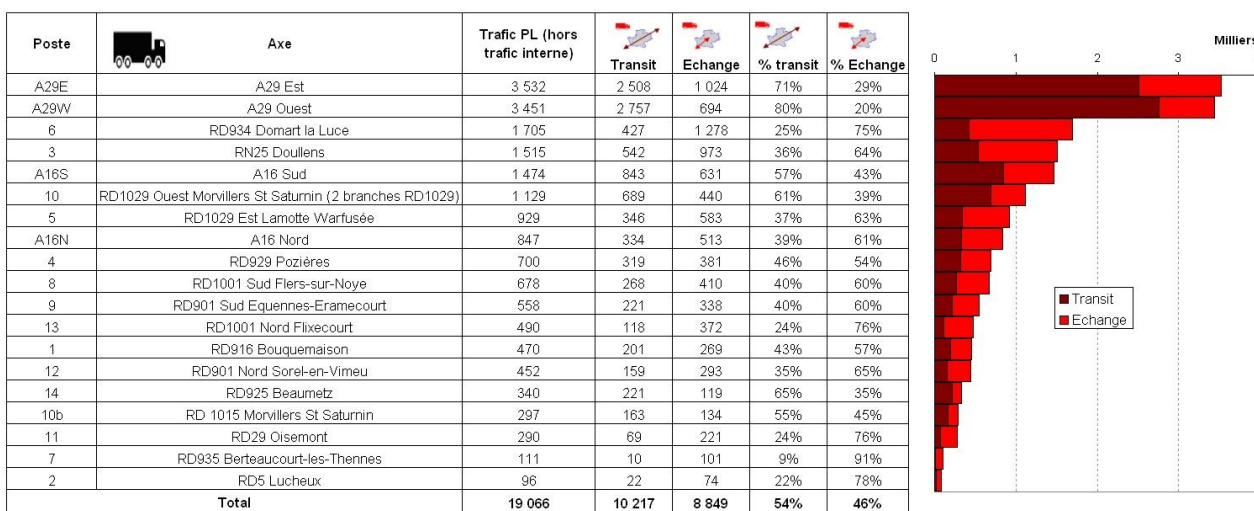 Poste Axe Trafic PL (hors trafic interne) Transit Echange % transit % Echange
A29E A29 Est 3 532 2 508 1 024 71% 29%
A29W A29 Ouest 3 451 2 757 694 80% 20%
6 RD934 Domart la Luce 1 705 427 1 278 25% 75%
3 RN25 Doullens 1 515 542 973 36% 64%
A16S A16 Sud 1 474 843 631 57% 43%
10 RD1029 Ouest Morvillers St Saturnin (2 branches RD1029) 1 129 689 440 61% 39%
5 RD1029 Est Lamotte Warfusée 929 346 583 37% 63%
A16N A16 Nord 847 334 513 39% 61%
4 RD929 Pozières 700 319 381 46% 54%
8 RD1001 Sud Flers-sur-Noye 678 268 410 40% 60%
9 RD901 Sud Equennes-Eramecourt 558 221 338 40% 60%
13 RD1001 Nord Flixecourt 490 118 372 24% 76%
1 RD916 Bouquemaison 470 201 269 43% 57%
12 RD901 Nord Sorel-en-Vimeu 452 159 293 35% 65%
14 RD925 Beaumetz 340 221 119 65% 35%
10b RD 1015 Morvillers St Saturnin 297 163 134 55% 45%
11 RD29 Oisemont 290 69 221 24% 76%
7 RD935 Berteaucourt-les-Thennes 111 10 101 9% 91%
2 RD5 Lucheux 96 22 74 22% 78%
Total 19 066 10 217 8 849 54% 46%
Milliers
0 1 2 3
Transit
Echange